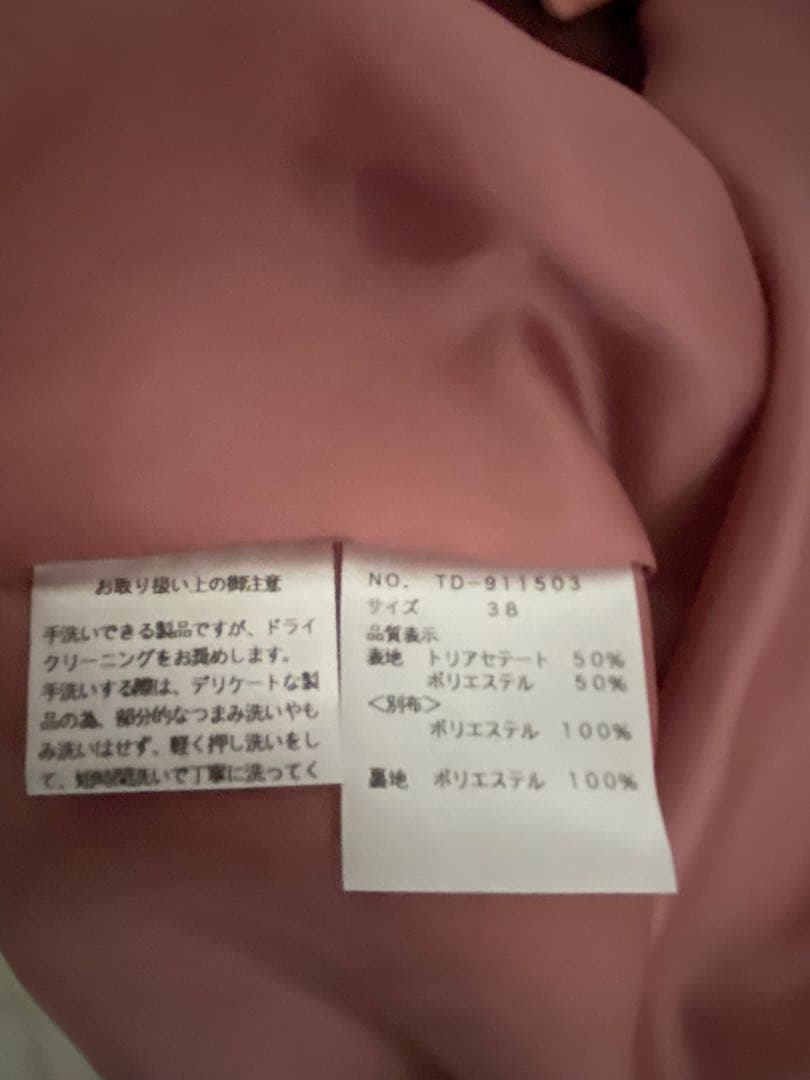 お取り扱い上の御注意
手洗いできる製品ですが、ドライ
クリーニングをお奨めします。
手洗いする際は、デリケートな製
品の為、部分的なつまみ洗いやも
み洗いはせず、軽く押し洗いをし
て、短時間洗いで丁寧に洗ってく
NO. TD-911503
サイズ 38
品質表示
表地 トリアセテート 50%
ポリエステル 50%
<別布>
ポリエステル 100%
裏地 ポリエステル 100%